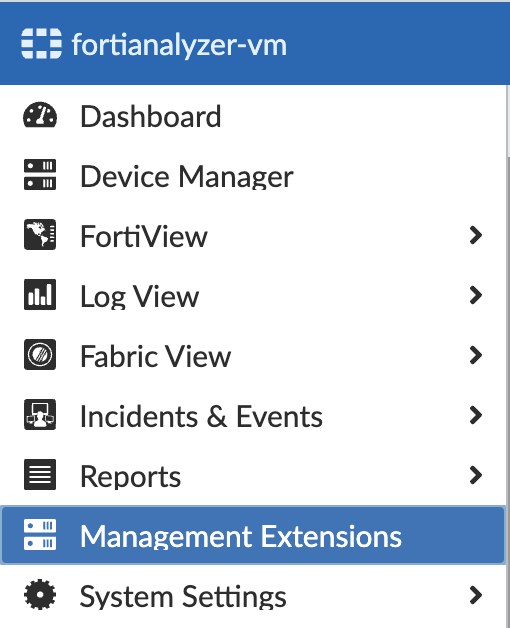 fortianalyzer-vm
Dashboard
Device Manager
FortiView
Log View
Fabric View
Incidents & Events
Reports
Management Extensions
System Settings